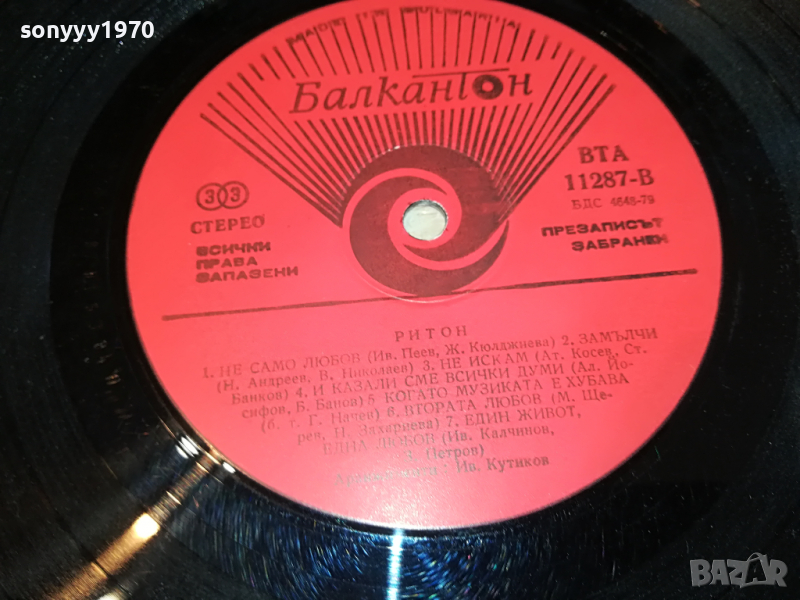 sonyyy1970
MADE IN BULGARIA
Балкантон
ВТА
11287-В
БДС 4648-79
33
СТЕРЕО
ВСИЧКИ
ПРАВА
ЗАПАЗЕНИ
ПРЕЗАПИСЪТ
ЗАБРАНЕН
РИТОН
1. НЕ САМО ЛЮБОВ (Ив. Пеев, Ж. Кюлджиева) 2. ЗАМЪЛЧИ
(Н. Андреев, В. Николаев) 3. НЕ ИСКАМ (Ат. Косев, Ст.
Банков) 4. И КАЗАЛИ СМЕ ВСИЧКИ ДУМИ (Ал. Йо-
сифов, Б. Банов) 5 КОГАТО МУЗИКАТА Е ХУБАВА
(б. т. Г. Начев) 6. ВТОРАТА ЛЮБОВ (М. Ще-
рев, Н. Захариева) 7. ЕДИН ЖИВОТ,
ЕДНА ЛЮБОВ (Ив. Калчинов,
Остров)
Ив. Кутиков
BAZAR